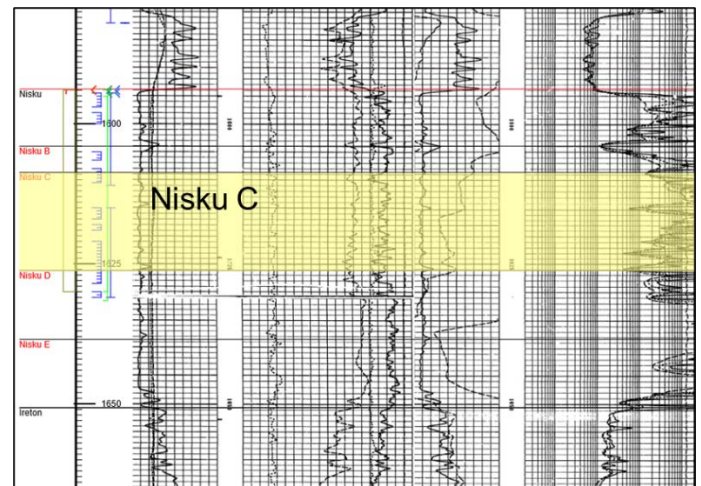 Nisku
1600
Nisku B
Nisku C
Nisku C
1625
Nisku D
Nisku E
1650
Ireton